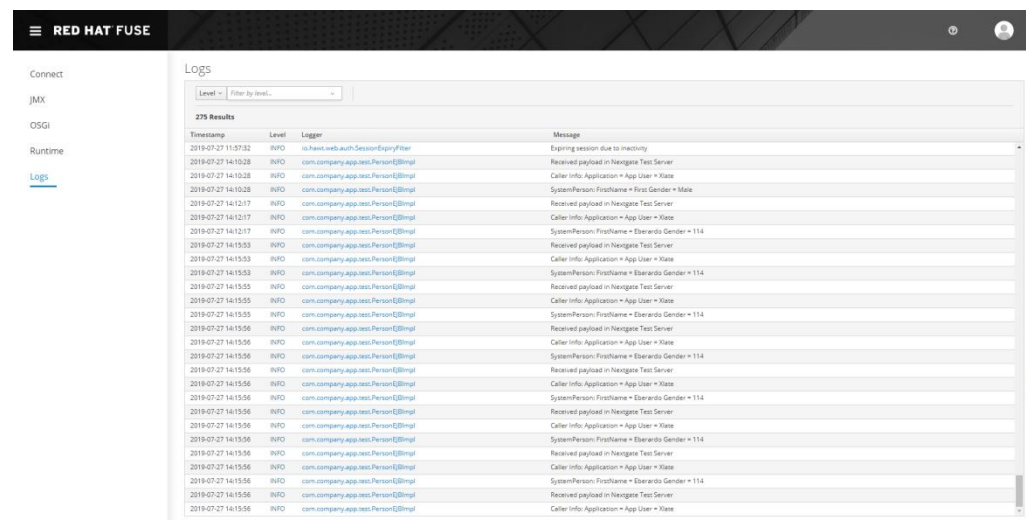 RED HAT FUSE
Connect
JMX
OSGi
Runtime
Logs
Logs
Level Filter by level...
275 Results
Timestamp Level Logger Message
2019-07-27 11:57:32 INFO io.hawt.web.auth.SessionExpiryFilter Expiring session due to inactivity
2019-07-27 14:10:28 INFO com.company.app.test.PersonEJBImpl Received payload in Nextgate Test Server
2019-07-27 14:10:28 INFO com.company.app.test.PersonEJBImpl Caller Info: Application = App User = Xlate
2019-07-27 14:10:28 INFO com.company.app.test.PersonEJBImpl SystemPerson: FirstName = First Gender = Male
2019-07-27 14:12:17 INFO com.company.app.test.PersonEJBImpl Received payload in Nextgate Test Server
2019-07-27 14:12:17 INFO com.company.app.test.PersonEJBImpl Caller Info: Application = App User = Xlate
2019-07-27 14:12:17 INFO com.company.app.test.PersonEJBImpl SystemPerson: FirstName = Eberardo Gender = 114
2019-07-27 14:15:53 INFO com.company.app.test.PersonEJBImpl Received payload in Nextgate Test Server
2019-07-27 14:15:53 INFO com.company.app.test.PersonEJBImpl Caller Info: Application = App User = Xlate
2019-07-27 14:15:53 INFO com.company.app.test.PersonEJBImpl SystemPerson: FirstName = Eberardo Gender = 114
2019-07-27 14:15:55 INFO com.company.app.test.PersonEJBImpl Received payload in Nextgate Test Server
2019-07-27 14:15:55 INFO com.company.app.test.PersonEJBImpl Caller Info: Application = App User = Xlate
2019-07-27 14:15:55 INFO com.company.app.test.PersonEJBImpl SystemPerson: FirstName = Eberardo Gender = 114
2019-07-27 14:15:56 INFO com.company.app.test.PersonEJBImpl Received payload in Nextgate Test Server
2019-07-27 14:15:56 INFO com.company.app.test.PersonEJBImpl Caller Info: Application = App User = Xlate
2019-07-27 14:15:56 INFO com.company.app.test.PersonEJBImpl SystemPerson: FirstName = Eberardo Gender = 114
2019-07-27 14:15:56 INFO com.company.app.test.PersonEJBImpl Received payload in Nextgate Test Server
2019-07-27 14:15:56 INFO com.company.app.test.PersonEJBImpl Caller Info: Application = App User = Xlate
2019-07-27 14:15:56 INFO com.company.app.test.PersonEJBImpl SystemPerson: FirstName = Eberardo Gender = 114
2019-07-27 14:15:56 INFO com.company.app.test.PersonEJBImpl Received payload in Nextgate Test Server
2019-07-27 14:15:56 INFO com.company.app.test.PersonEJBImpl Caller Info: Application = App User = Xlate
2019-07-27 14:15:56 INFO com.company.app.test.PersonEJBImpl SystemPerson: FirstName = Eberardo Gender = 114
2019-07-27 14:15:56 INFO com.company.app.test.PersonEJBImpl Received payload in Nextgate Test Server
2019-07-27 14:15:56 INFO com.company.app.test.PersonEJBImpl Caller Info: Application = App User = Xlate
2019-07-27 14:15:56 INFO com.company.app.test.PersonEJBImpl SystemPerson: FirstName = Eberardo Gender = 114
2019-07-27 14:15:56 INFO com.company.app.test.PersonEJBImpl Received payload in Nextgate Test Server
2019-07-27 14:15:56 INFO com.company.app.test.PersonEJBImpl Caller Info: Application = App User = Xlate